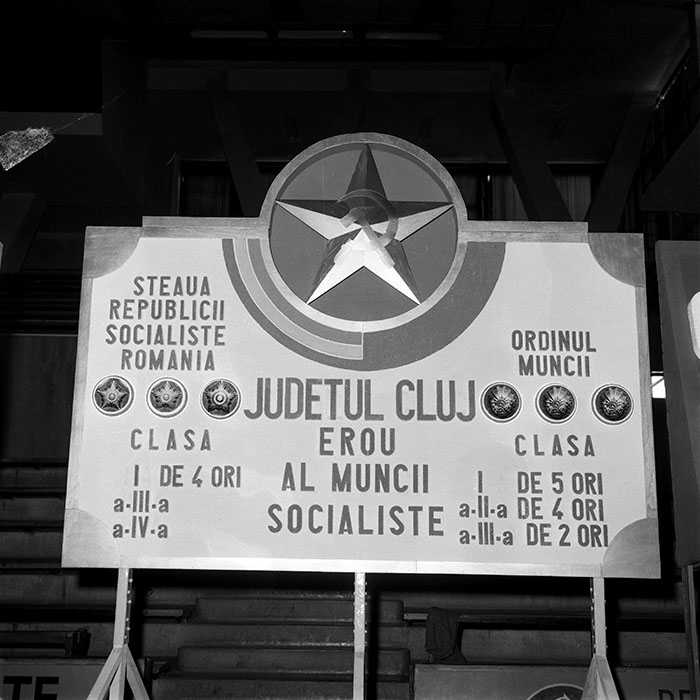 STEAUA
REPUBLICII
SOCIALISTE
ROMANIA
CLASA
I DE 4 ORI
a-III-a
a-IV-a
JUDETUL CLUJ
EROU
AL MUNCII
SOCIALISTE
ORDINUL
MUNCII
CLASA
I DE 5 ORI
a-II-a DE 4 ORI
a-III-a DE 2 ORI